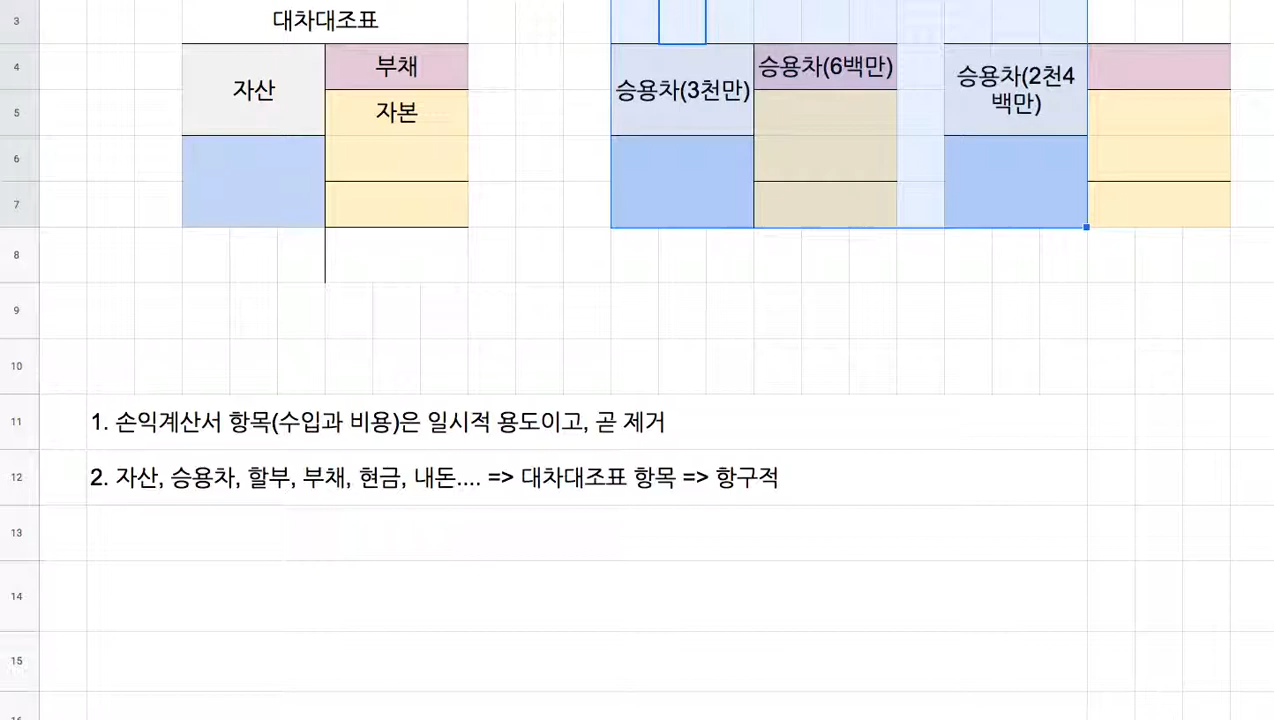 3
대차대조표
4
자산
부채
승용차(3천만)
승용차(6백만)
승용차(2천4
백만)
5
자본
6
7
8
9
10
11
1. 손익계산서 항목(수입과 비용)은 일시적 용도이고, 곧 제거
12
2. 자산, 승용차, 할부, 부채, 현금, 내돈.... => 대차대조표 항목 => 항구적
13
14
15